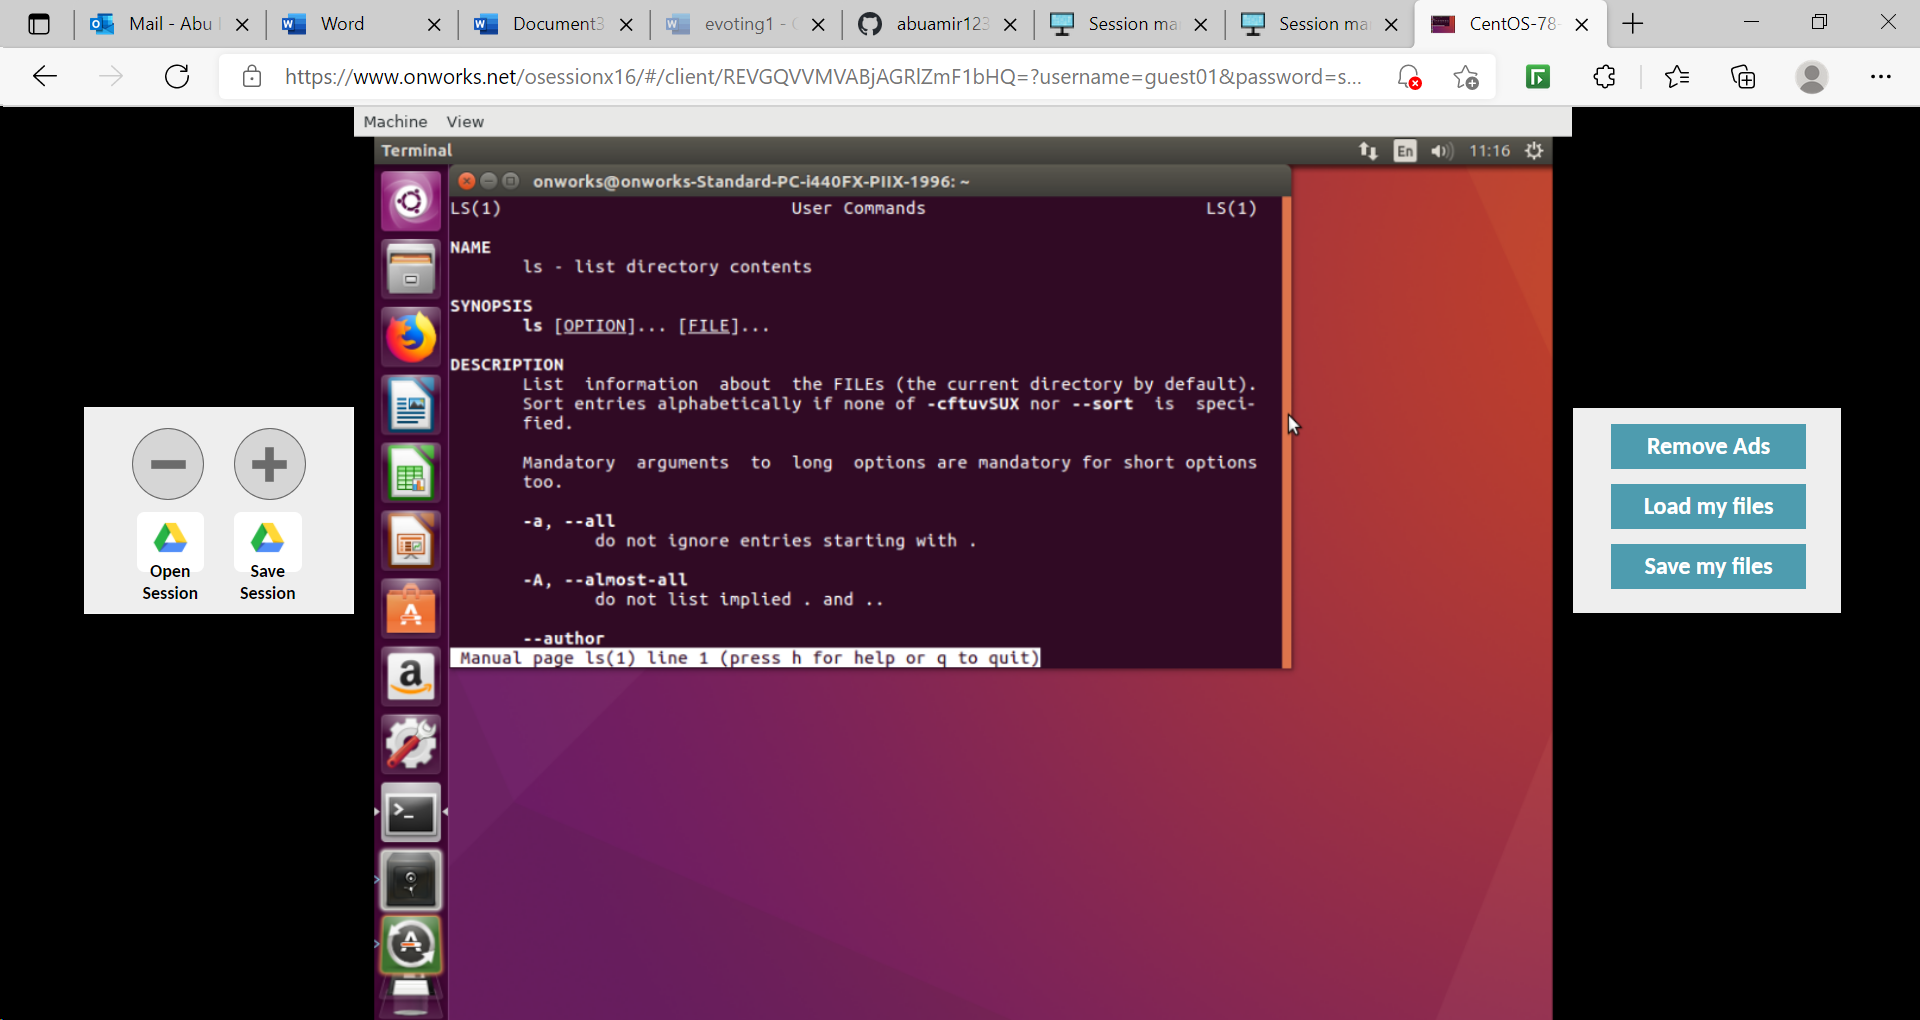 Mail - Abu
Word
Document3
evoting1 -
abuamir123
Session ma
Session ma
CentOS-78-
https://www.onworks.net/osessionx16/#/client/REVGQVVMVABjAGRlZmF1bHQ=?username=guest01&password=s...
Machine View
Terminal
En
11:16
onworks@onworks-Standard-PC-i440FX-PIIX-1996: ~
LS(1) User Commands LS(1)
NAME
ls - list directory contents
SYNOPSIS
ls [OPTION]... [FILE]...
DESCRIPTION
List information about the FILEs (the current directory by default).
Sort entries alphabetically if none of -cftuvSUX nor --sort is speci-
fied.
Mandatory arguments to long options are mandatory for short options
too.
-a, --all
do not ignore entries starting with .
-A, --almost-all
do not list implied . and ..
--author
Manual page ls(1) line 1 (press h for help or q to quit)
Open
Session
Save
Session
Remove Ads
Load my files
Save my files